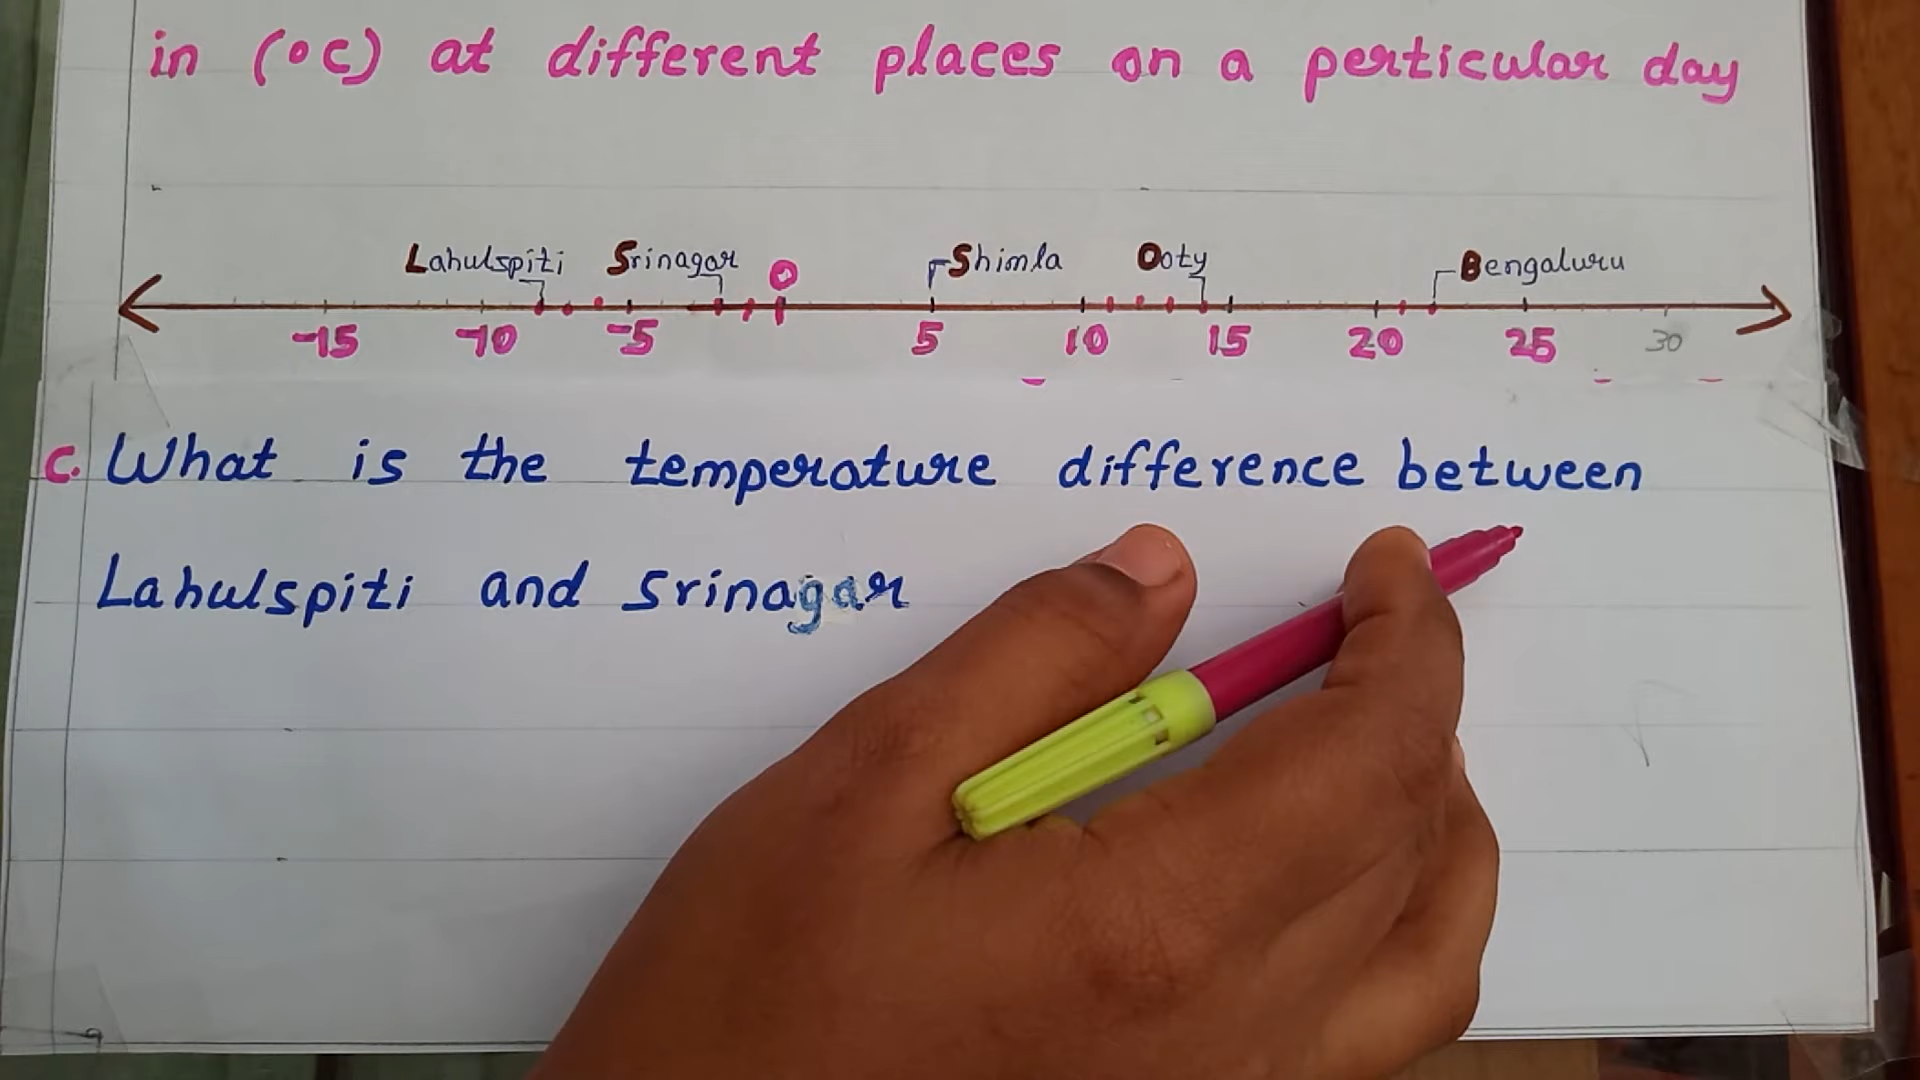 in (°C) at different places on a perticular day
Lahulspiti Srinagar 0 Shimla Ooty Bengaluru
-15 -10 -5 5 10 15 20 25 30
c. What is the temperature difference between
Lahulspiti and Srinagar